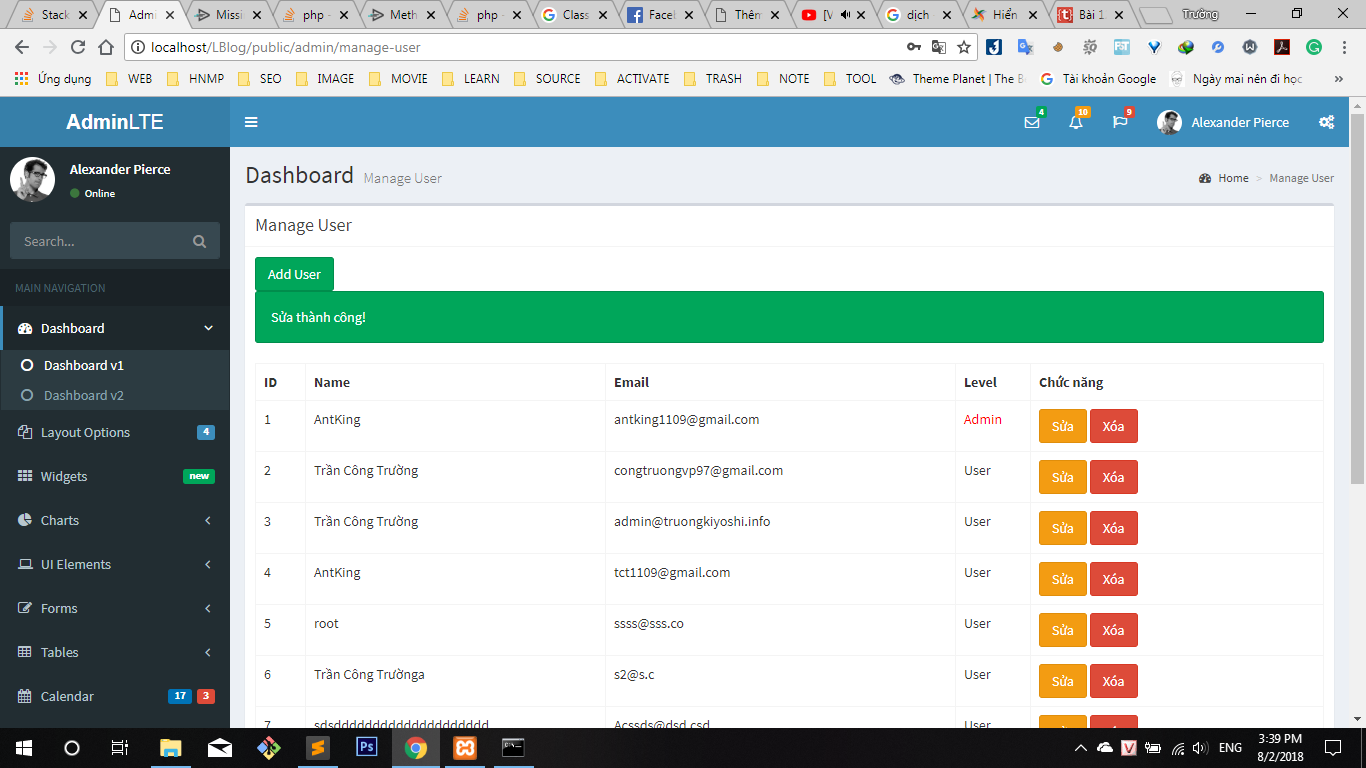 Stack
Admi
Missi
php -
Meth
php -
Class
Facel
Thêm
[V
dịch
Hiển
Bài 1
Trường
localhost/LBlog/public/admin/manage-user
Ứng dụng
WEB
HNMP
SEO
IMAGE
MOVIE
LEARN
SOURCE
ACTIVATE
TRASH
NOTE
TOOL
Theme Planet | The B
Tài khoản Google
Ngày mai nên đi học
»
AdminLTE
4
10
9
Alexander Pierce
Alexander Pierce
Online
Dashboard Manage User
Home > Manage User
Search...
Manage User
MAIN NAVIGATION
Add User
Sửa thành công!
Dashboard
Dashboard v1
Dashboard v2
Layout Options 4
Widgets new
Charts
UI Elements
Forms
Tables
Calendar 17 3
ID Name Email Level Chức năng
1 AntKing antking1109@gmail.com Admin Sửa Xóa
2 Trần Công Trường congtruongvp97@gmail.com User Sửa Xóa
3 Trần Công Trường admin@truongkiyoshi.info User Sửa Xóa
4 AntKing tct1109@gmail.com User Sửa Xóa
5 root ssss@sss.co User Sửa Xóa
6 Trần Công Trườnga s2@s.c User Sửa Xóa
7 Acssds@dsd.csd User
Ps
ENG
3:39 PM
8/2/2018